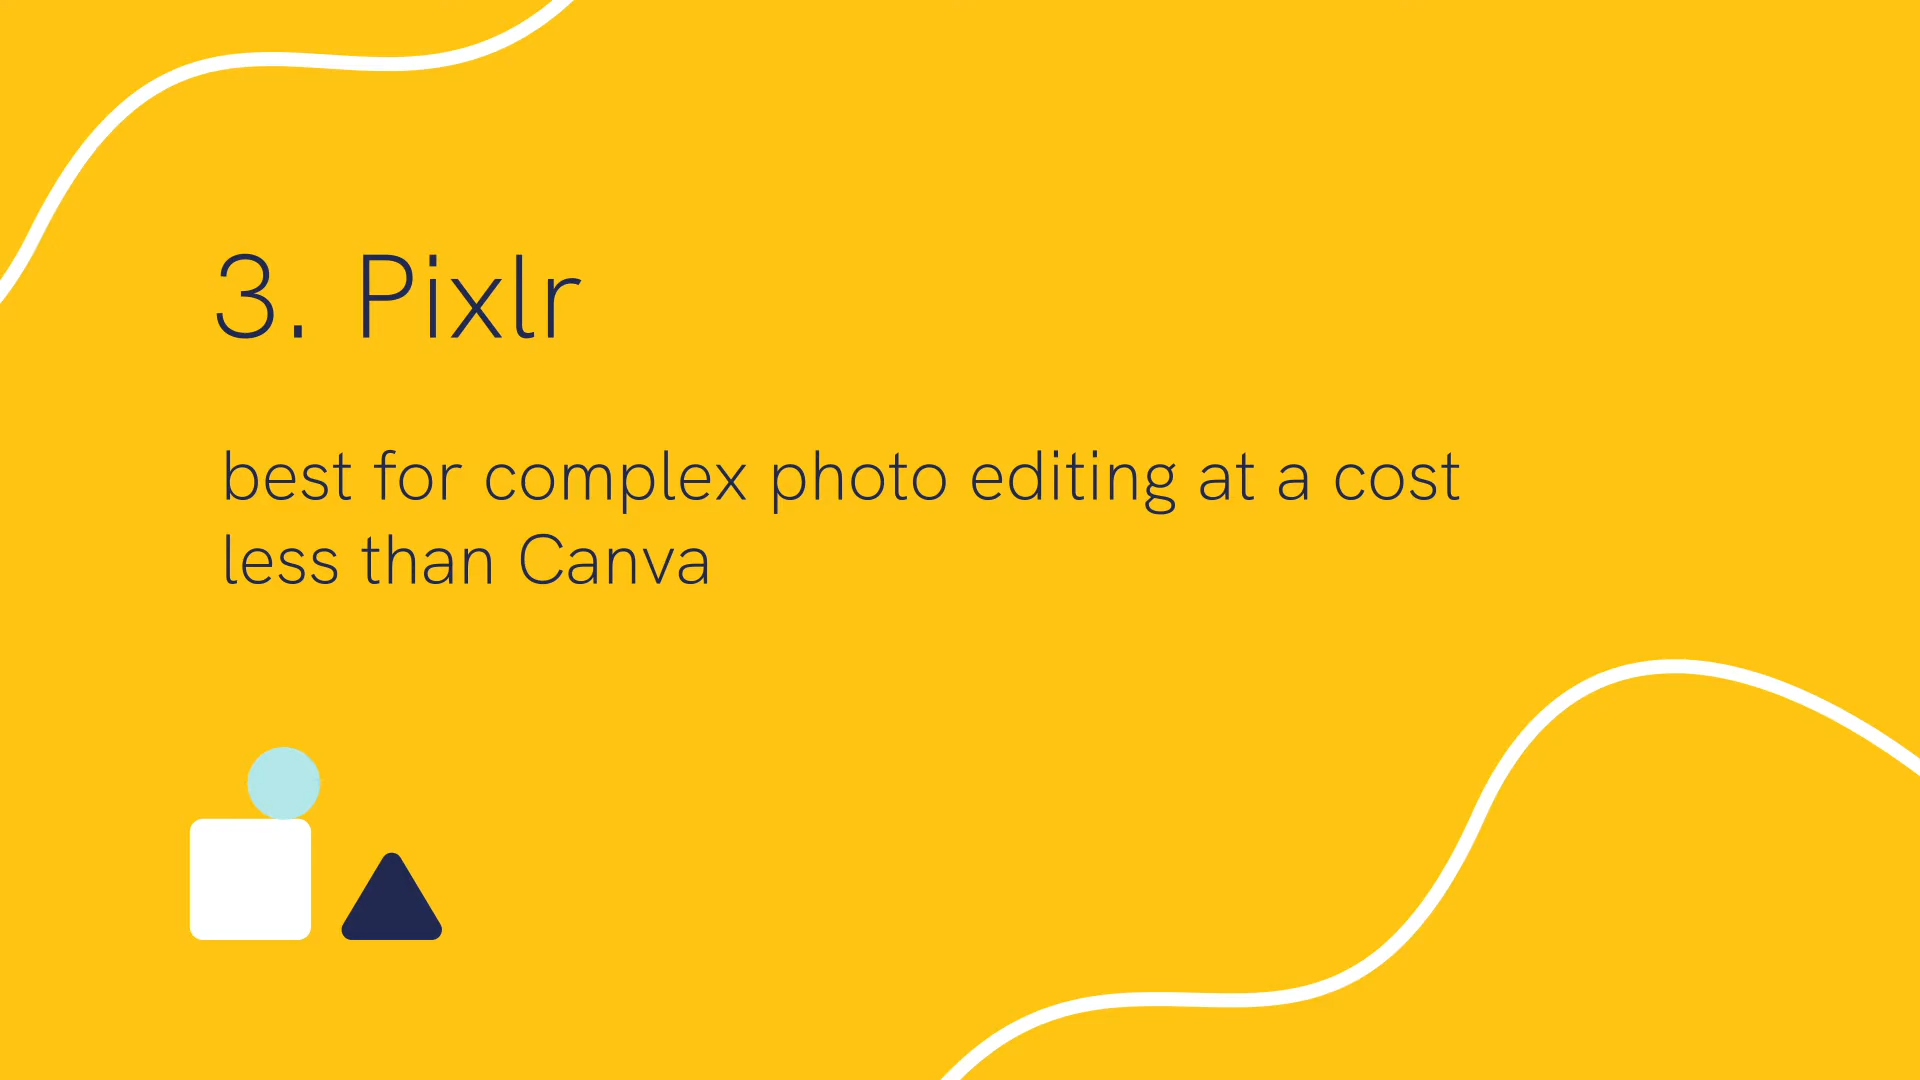 3. Pixlr
best for complex photo editing at a cost
less than Canva